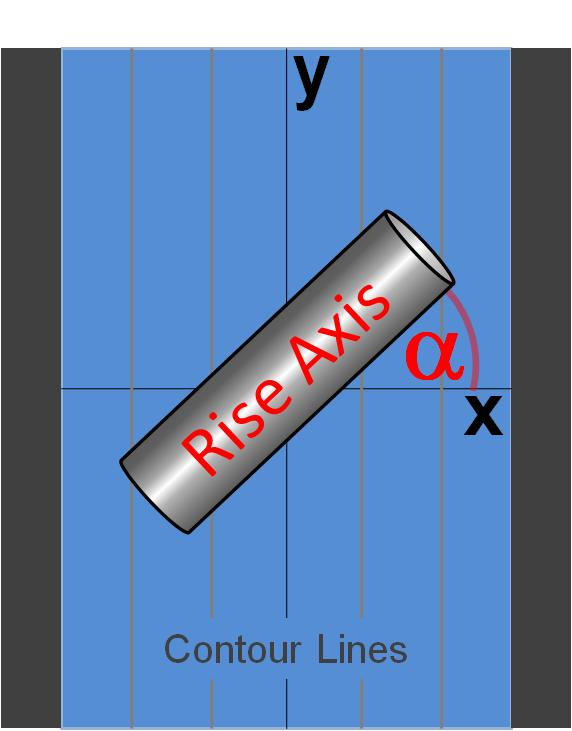 y
Rise Axis
α
x
Contour Lines